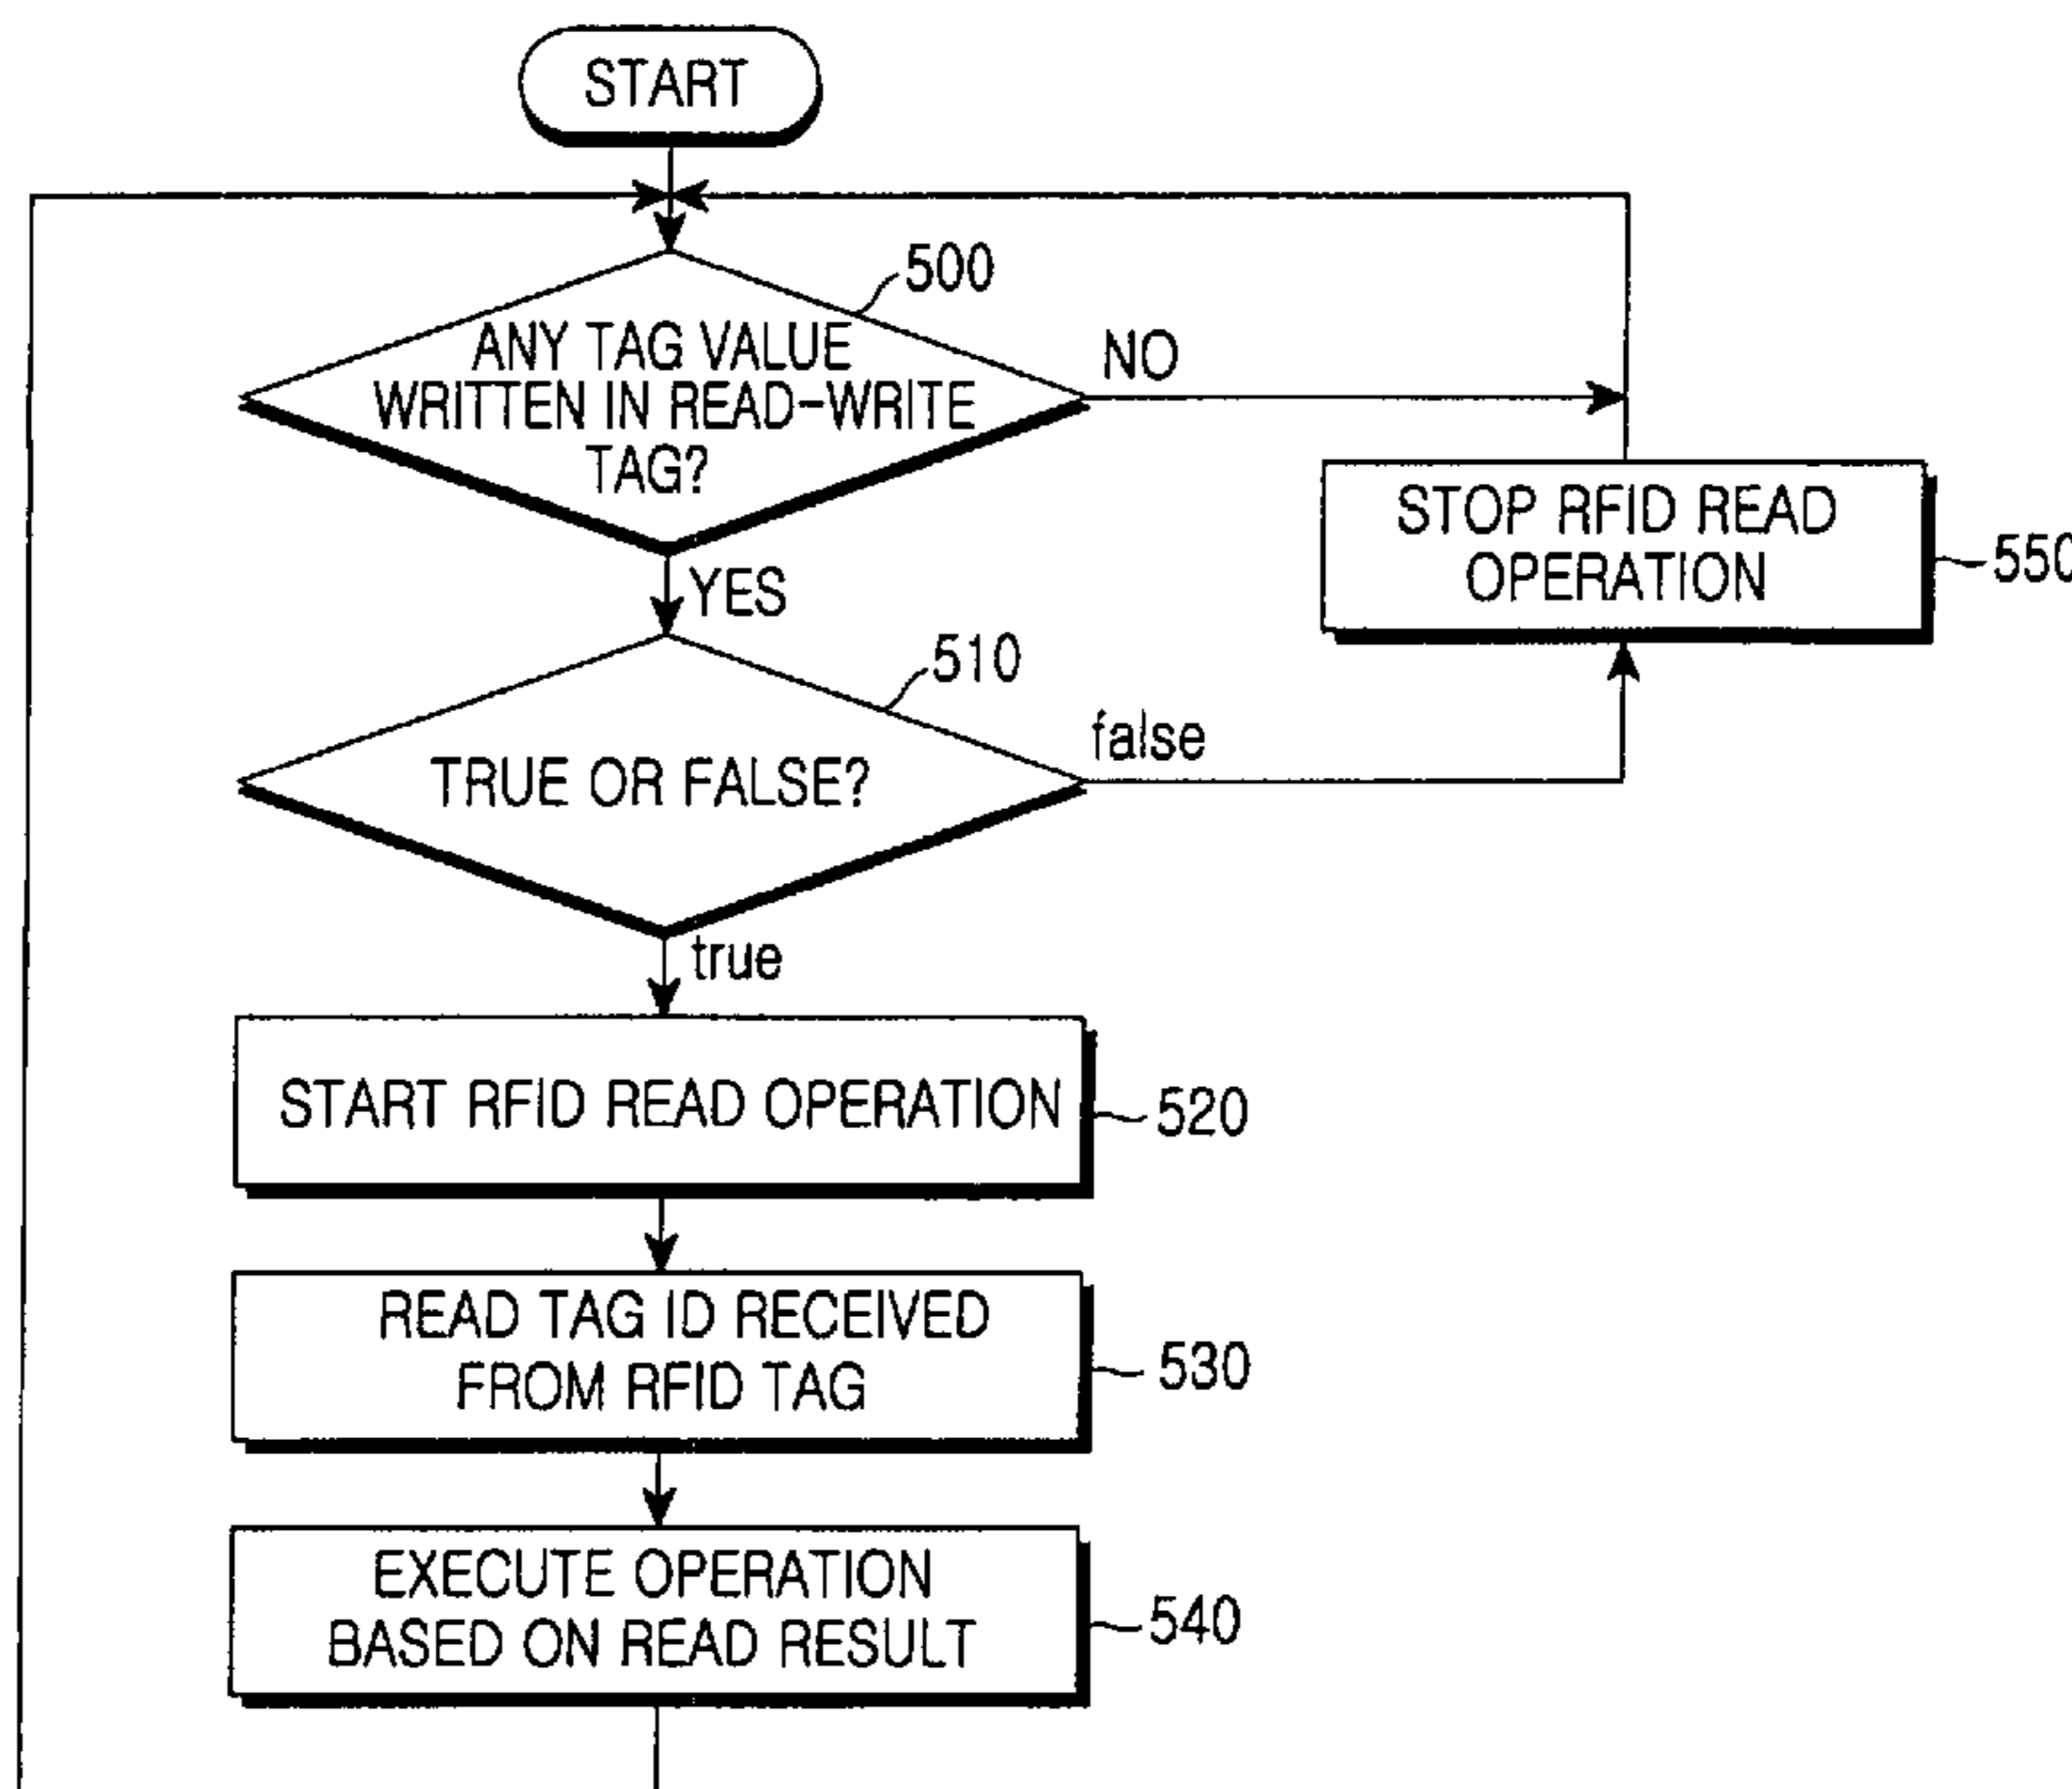 START
500
ANY TAG VALUE
WRITTEN IN READ-WRITE
TAG?
NO
YES
STOP RFID READ
OPERATION
550
510
TRUE OR FALSE?
false
true
START RFID READ OPERATION
520
READ TAG ID RECEIVED
FROM RFID TAG
530
EXECUTE OPERATION
BASED ON READ RESULT
540